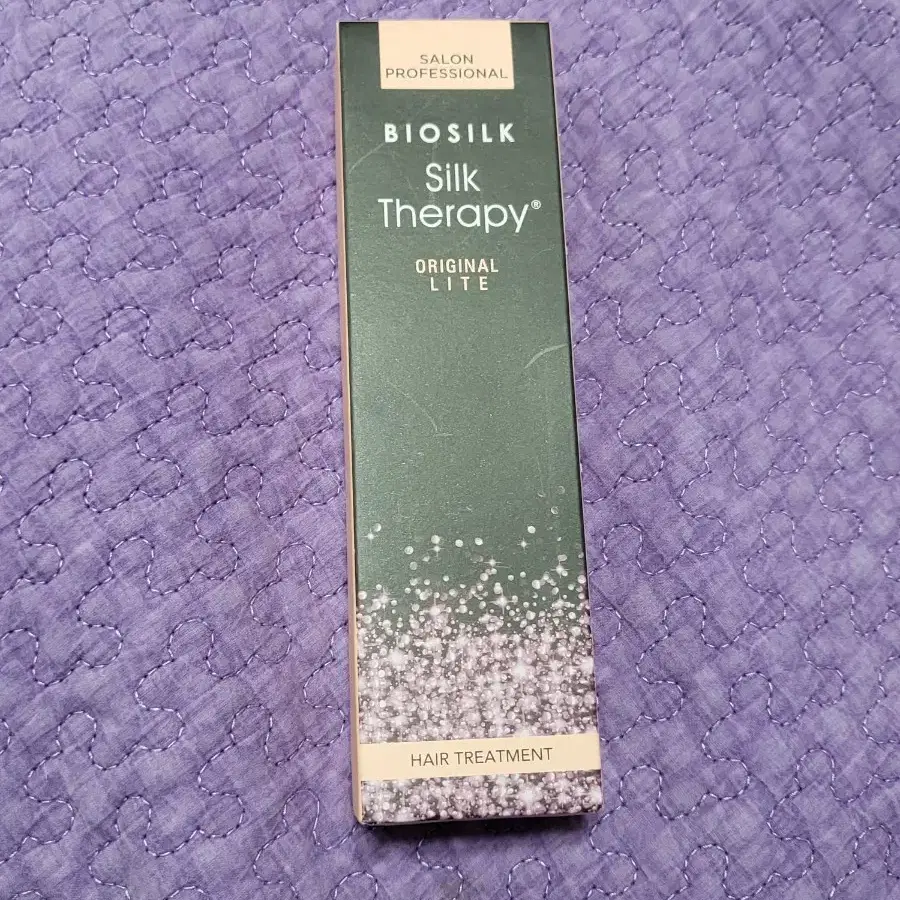 SALON
PROFESSIONAL
BIOSILK
Silk
Therapy®
ORIGINAL
LITE
HAIR TREATMENT